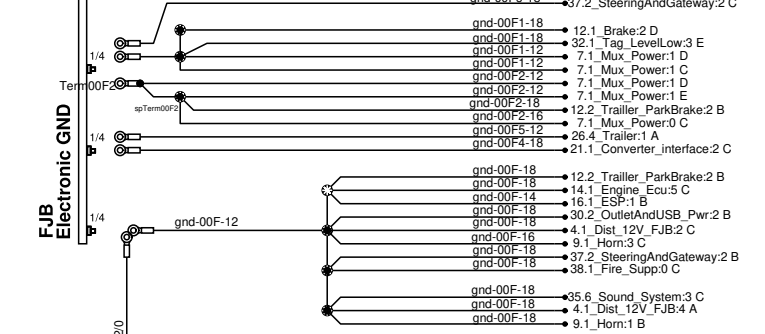 37.2_SteeringAndGateway:2 C
gnd-00F1-18 12.1_Brake:2 D
gnd-00F1-18 32.1_Tag_LevelLow:3 E
1/4 gnd-00F1-12 7.1_Mux_Power:1 D
gnd-00F1-12 7.1_Mux_Power:1 C
Term00F2 gnd-00F2-12 7.1_Mux_Power:1 D
gnd-00F2-12 7.1_Mux_Power:1 E
spTerm00F2 gnd-00F2-18 12.2_Trailler_ParkBrake:2 B
gnd-00F2-16 7.1_Mux_Power:0 C
1/4 gnd-00F5-12 26.4_Trailer:1 A
gnd-00F4-18 21.1_Converter_interface:2 C
FJB
Electronic GND
gnd-00F-18 12.2_Trailler_ParkBrake:2 B
gnd-00F-18 14.1_Engine_Ecu:5 C
gnd-00F-14 16.1_ESP:1 B
gnd-00F-18 30.2_OutletAndUSB_Pwr:2 B
1/4 gnd-00F-12 gnd-00F-18 4.1_Dist_12V_FJB:2 C
gnd-00F-16 9.1_Horn:3 C
gnd-00F-18 37.2_SteeringAndGateway:2 B
gnd-00F-18 38.1_Fire_Supp:0 C
gnd-00F-18 35.6_Sound_System:3 C
gnd-00F-18 4.1_Dist_12V_FJB:4 A
gnd-00F-18 9.1_Horn:1 B
2/0